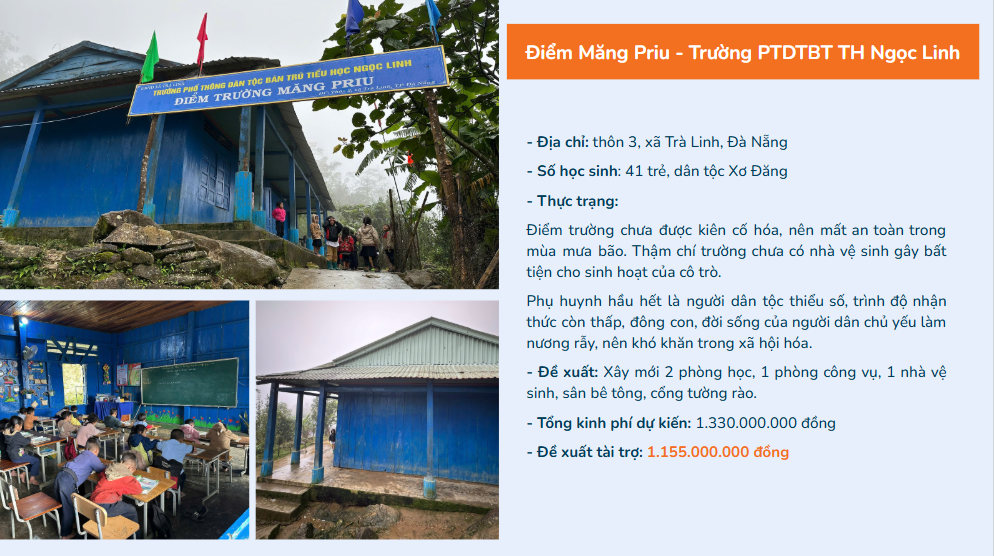 TRƯỜNG PHỔ THÔNG DÂN TỘC BÁN TRÚ TIỂU HỌC NGỌC LINH
ĐIỂM TRƯỜNG MĂNG PRIU
Điểm Măng Priu - Trường PTDTBT TH Ngọc Linh
- Địa chỉ: thôn 3, xã Trà Linh, Đà Nẵng
- Số học sinh: 41 trẻ, dân tộc Xơ Đăng
- Thực trạng:
Điểm trường chưa được kiên cố hóa, nên mất an toàn trong
mùa mưa bão. Thậm chí trường chưa có nhà vệ sinh gây bất
tiện cho sinh hoạt của cô trò.
Phụ huynh hầu hết là người dân tộc thiểu số, trình độ nhận
thức còn thấp, đông con, đời sống của người dân chủ yếu làm
nương rẫy, nên khó khăn trong xã hội hóa.
- Đề xuất: Xây mới 2 phòng học, 1 phòng công vụ, 1 nhà vệ
sinh, sân bê tông, cổng tường rào.
- Tổng kinh phí dự kiến: 1.330.000.000 đồng
- Đề xuất tài trợ: 1.155.000.000 đồng